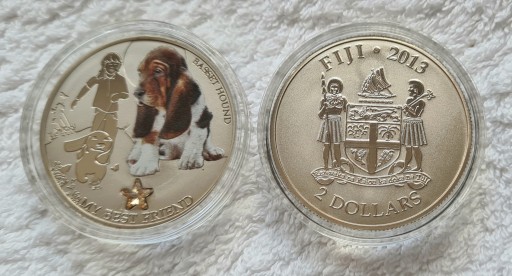 BASSET HOUND
MY BEST FRIEND
FIJI • 2013
2 DOLLARS